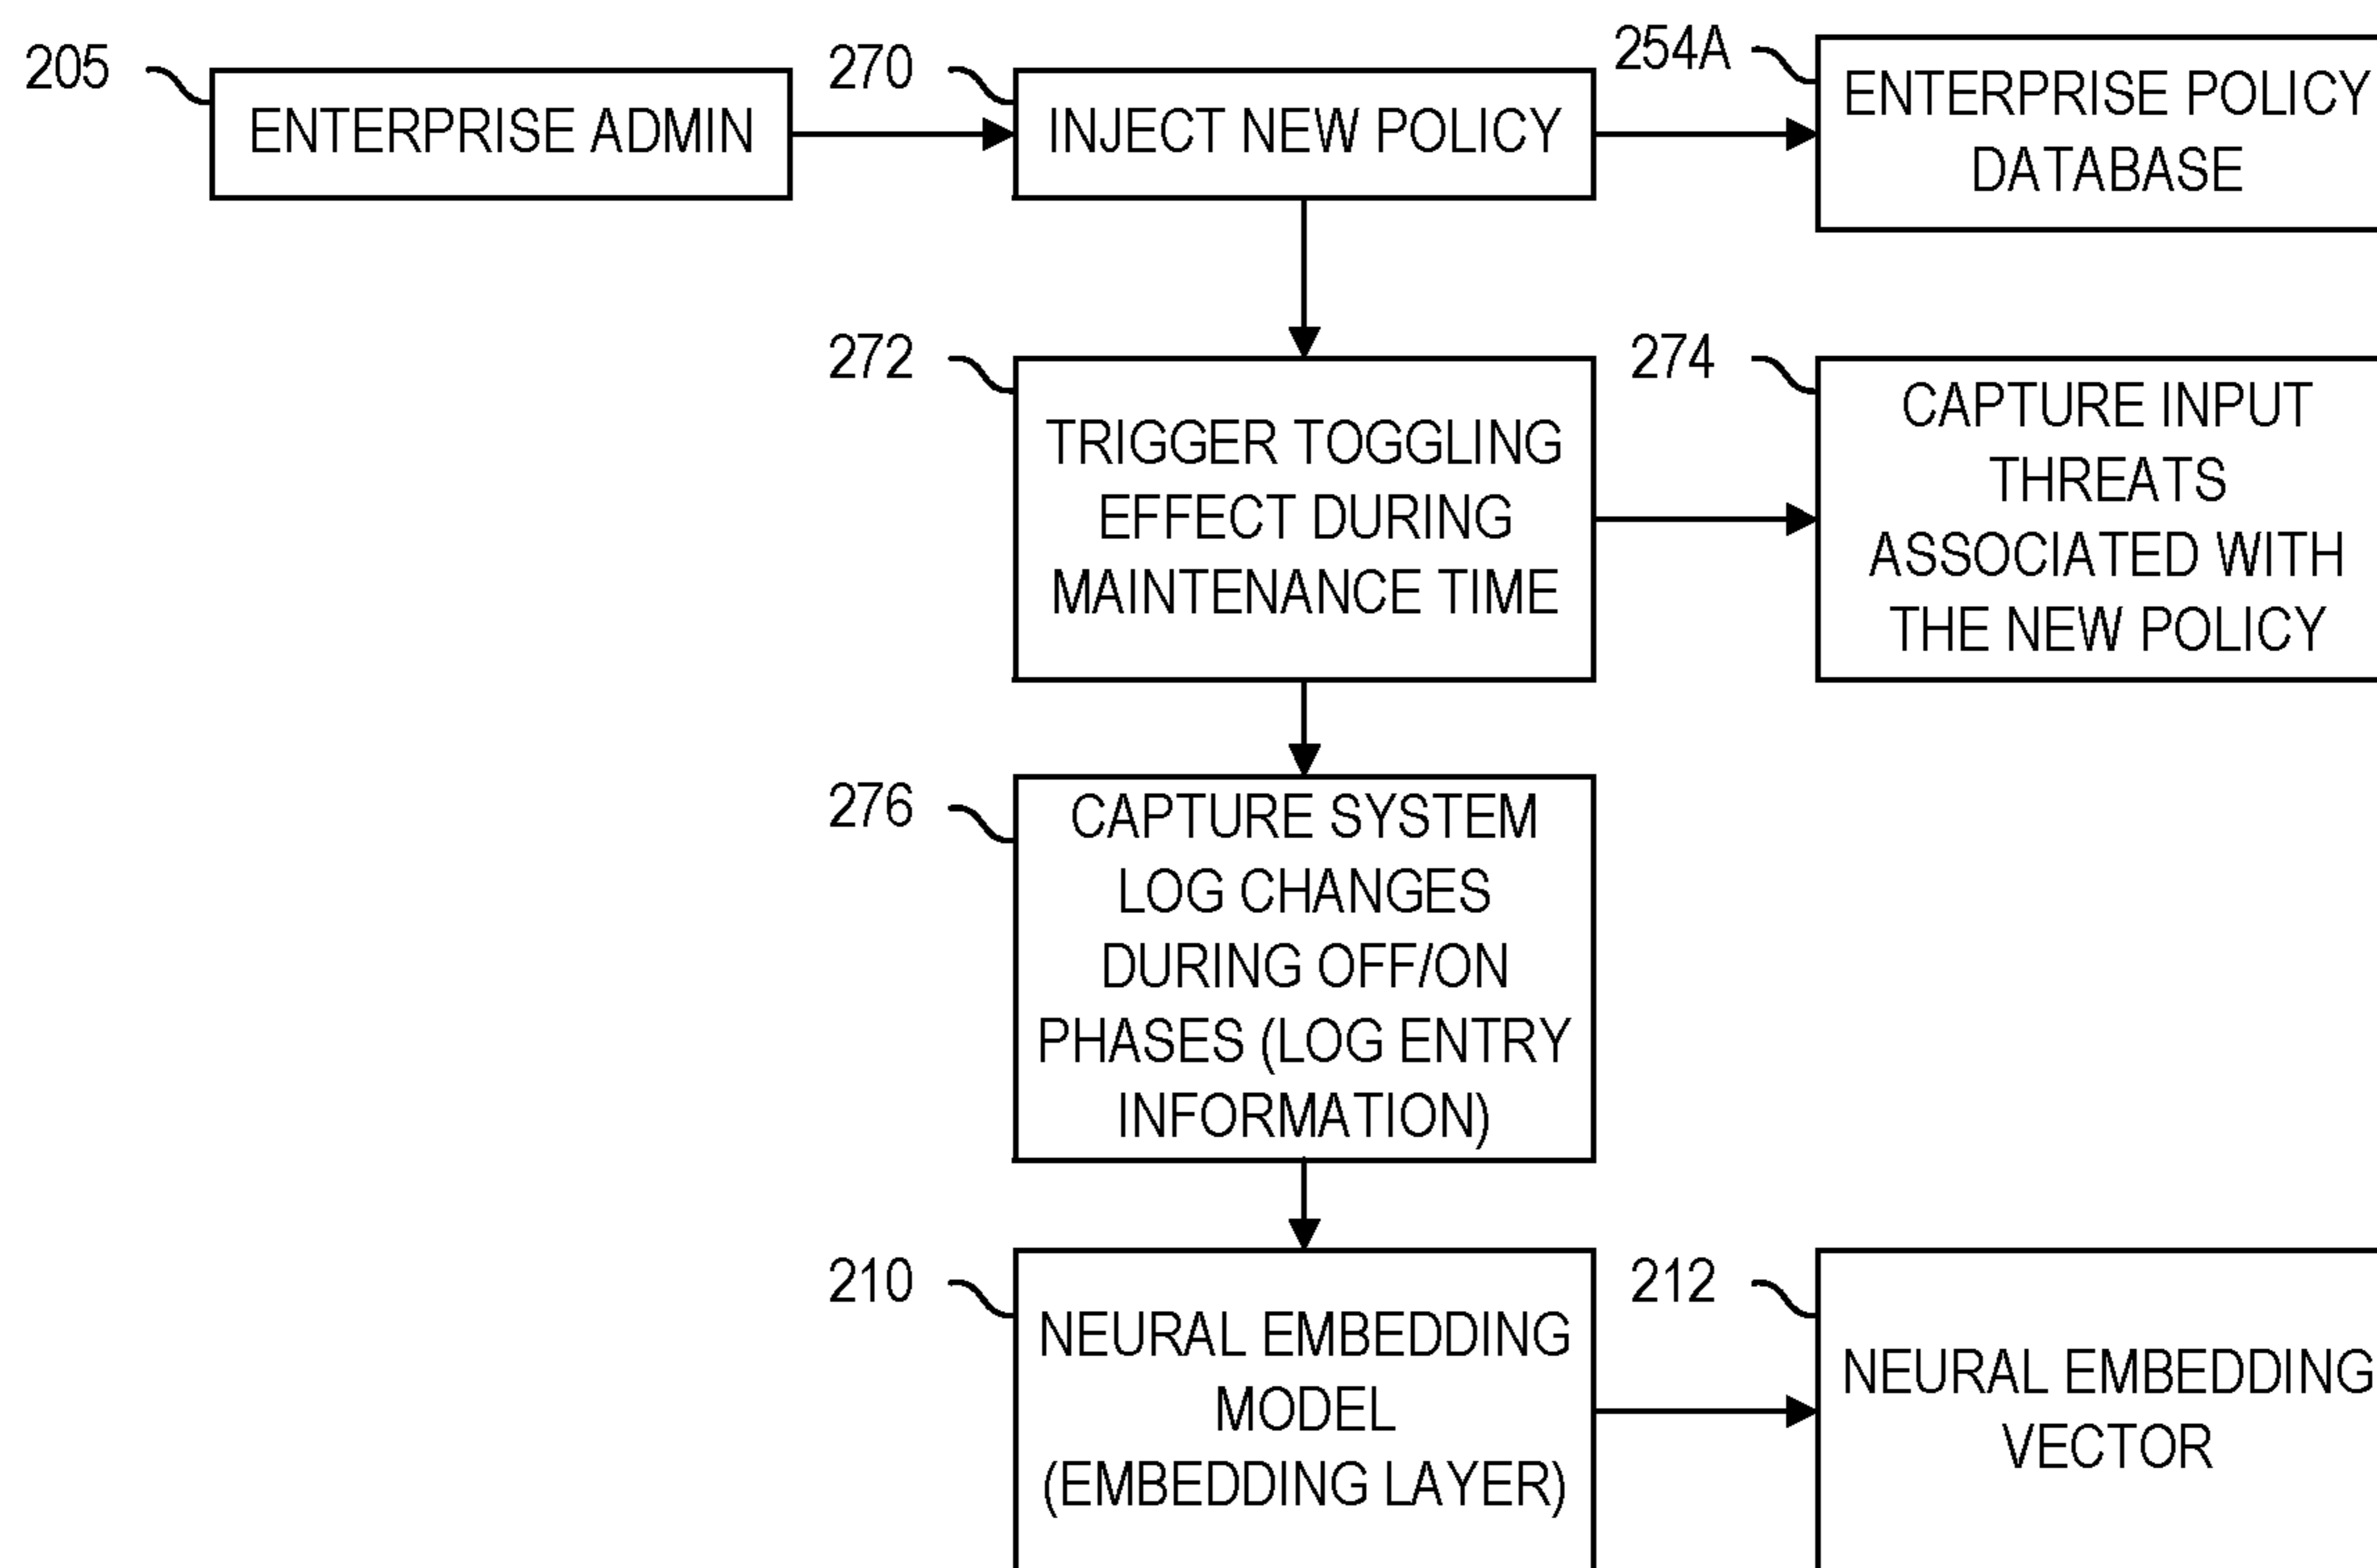 205
ENTERPRISE ADMIN
270
INJECT NEW POLICY
254A
ENTERPRISE POLICY
DATABASE
272
TRIGGER TOGGLING
EFFECT DURING
MAINTENANCE TIME
274
CAPTURE INPUT
THREATS
ASSOCIATED WITH
THE NEW POLICY
276
CAPTURE SYSTEM
LOG CHANGES
DURING OFF/ON
PHASES (LOG ENTRY
INFORMATION)
210
NEURAL EMBEDDING
MODEL
(EMBEDDING LAYER)
212
NEURAL EMBEDDING
VECTOR